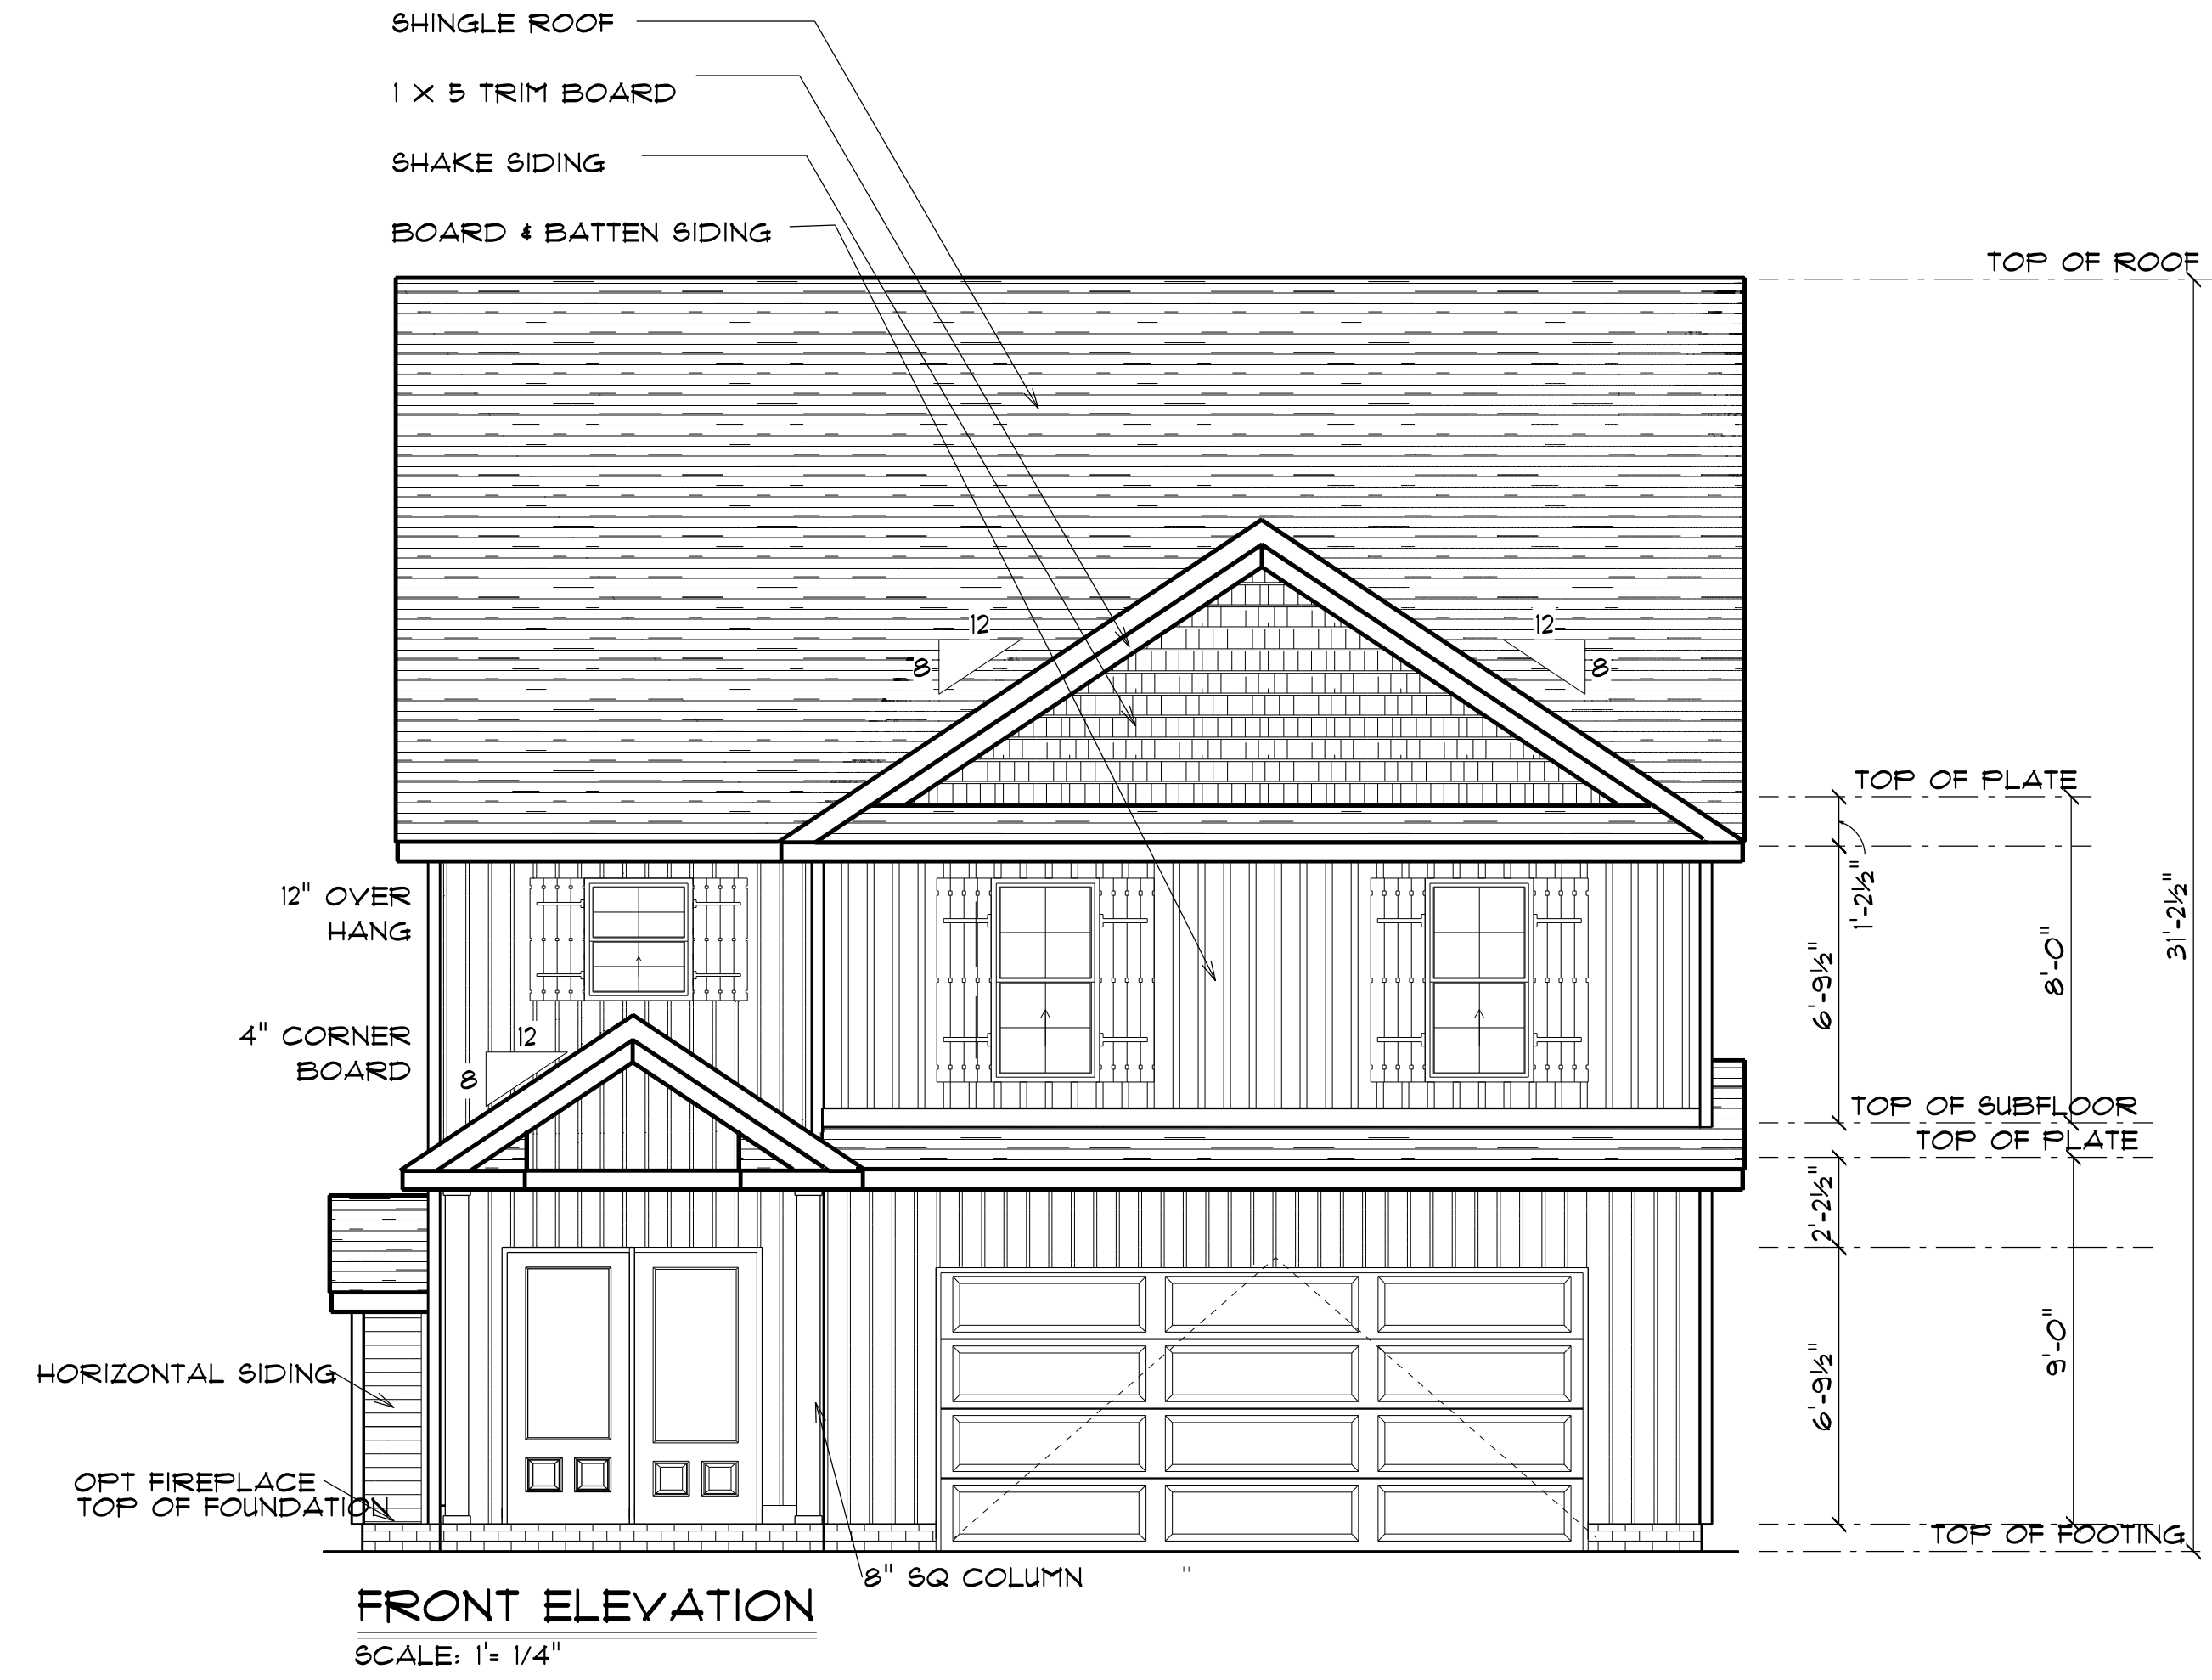 SHINGLE ROOF
1 X 5 TRIM BOARD
SHAKE SIDING
BOARD & BATTEN SIDING
TOP OF ROOF
12
12
8
8
TOP OF PLATE
12" OVER
HANG
1'-2½"
31'-2½"
6'-9½"
8'-0"
4" CORNER
BOARD
12
8
TOP OF SUBFLOOR
TOP OF PLATE
2'-2½"
9'-0"
6'-9½"
HORIZONTAL SIDING
OPT FIREPLACE
TOP OF FOUNDATION
TOP OF FOOTING
8" SQ COLUMN
"
FRONT ELEVATION
SCALE: 1'= 1/4"